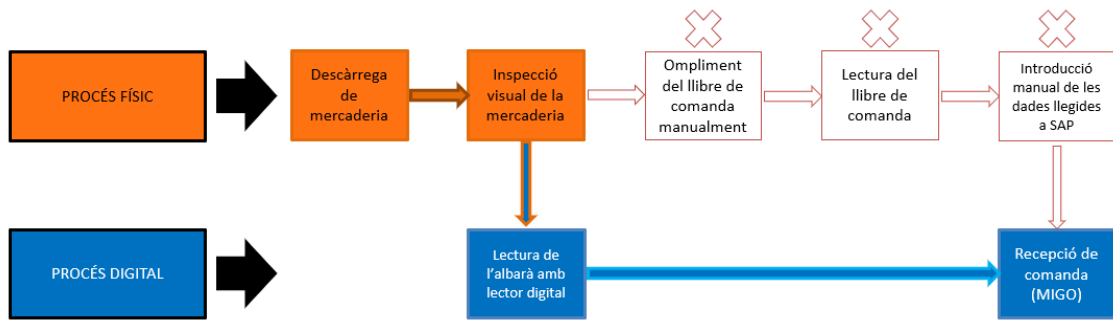 PROCÉS FÍSIC
Descàrrega
de
mercaderia
Inspecció
visual de la
mercaderia
Ompliment
del llibre de
comanda
manualment
Lectura del
llibre de
comanda
Introducció
manual de les
dades llegides
a SAP
PROCÉS DIGITAL
Lectura de
l'albarà amb
lector digital
Recepció de
comanda
(MIGO)